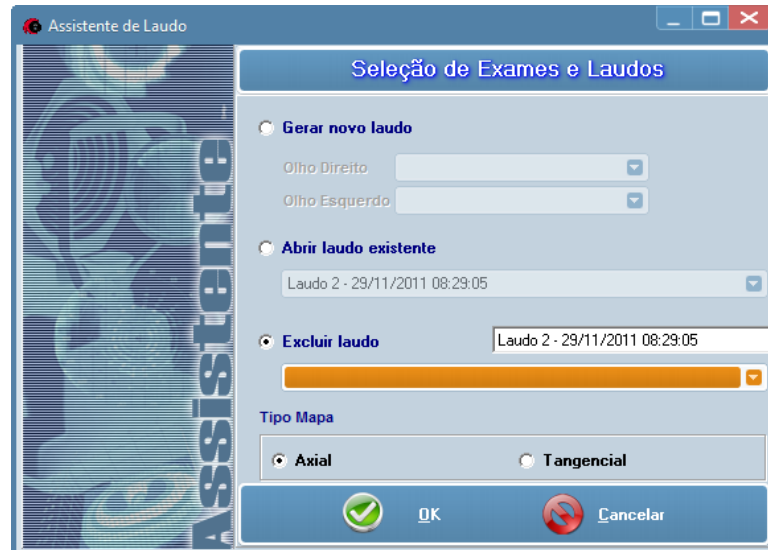 Assistente de Laudo
Seleção de Exames e Laudos
Gerar novo laudo
Olho Direito
Olho Esquerdo
Abrir laudo existente
Laudo 2 - 29/11/2011 08:29:05
Excluir laudo
Laudo 2 - 29/11/2011 08:29:05
Tipo Mapa
Axial
Tangencial
OK
Cancelar
Assistente -